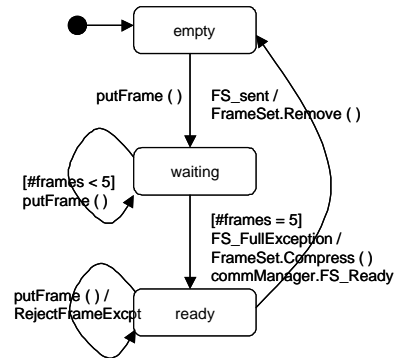 empty
putFrame ( )
FS_sent /
FrameSet.Remove ( )
waiting
[#frames < 5]
putFrame ( )
[#frames = 5]
FS_FullException /
FrameSet.Compress ( )
commManager.FS_Ready
putFrame ( ) /
RejectFrameExcpt
ready